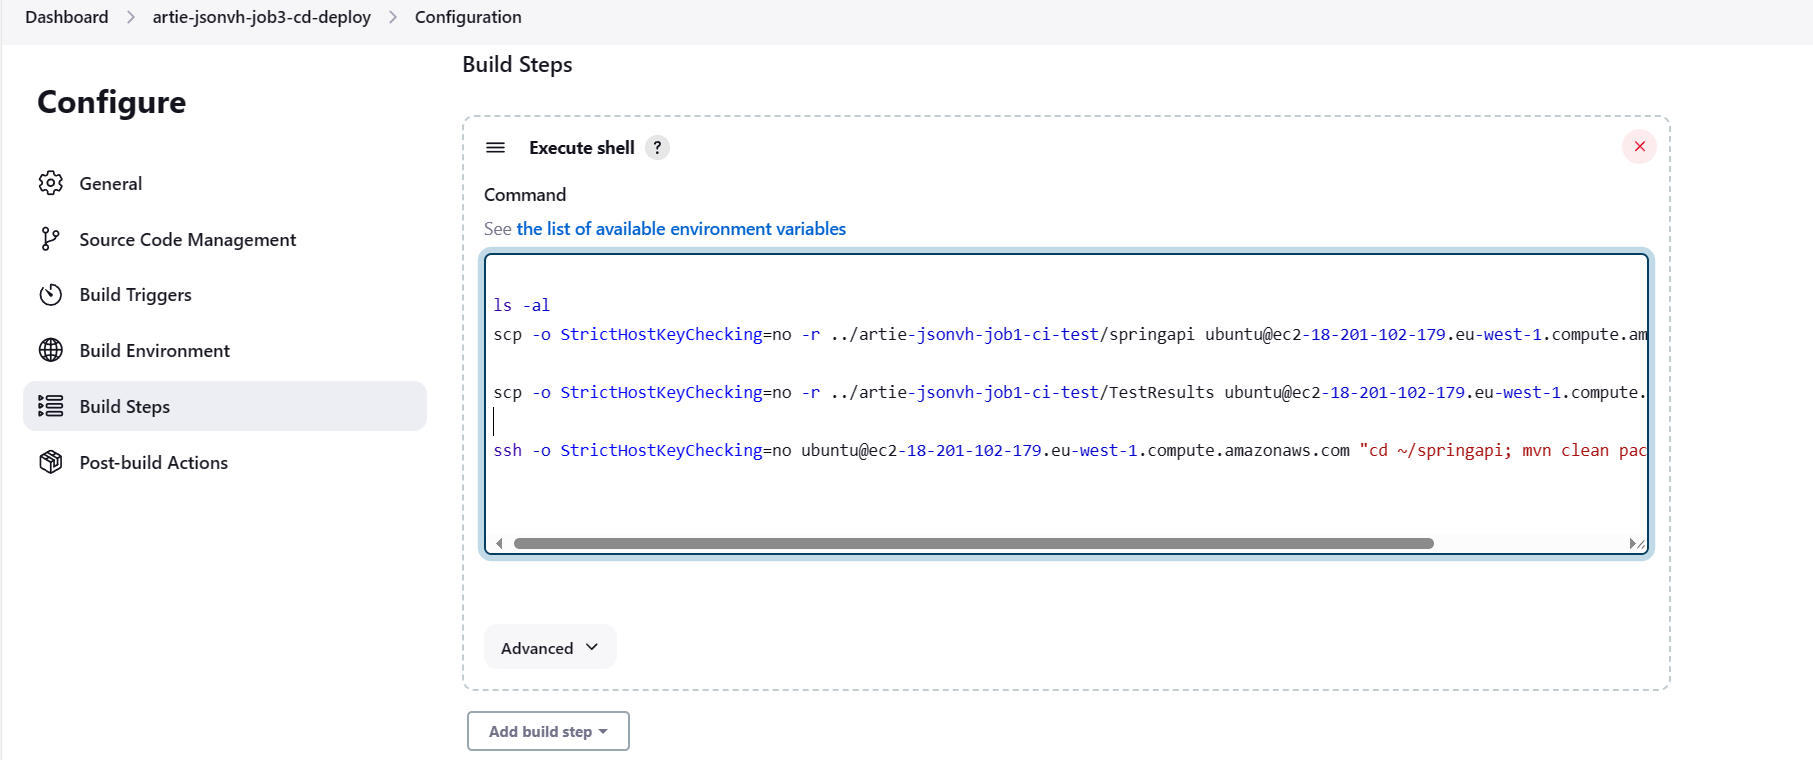 Dashboard > artie-jsonvh-job3-cd-deploy > Configuration
Configure
General
Source Code Management
Build Triggers
Build Environment
Build Steps
Post-build Actions
Build Steps
Execute shell ?
Command
See the list of available environment variables
ls -al
scp -o StrictHostKeyChecking=no -r ../artie-jsonvh-job1-ci-test/springapi ubuntu@ec2-18-201-102-179.eu-west-1.compute.am
scp -o StrictHostKeyChecking=no -r ../artie-jsonvh-job1-ci-test/TestResults ubuntu@ec2-18-201-102-179.eu-west-1.compute.
ssh -o StrictHostKeyChecking=no ubuntu@ec2-18-201-102-179.eu-west-1.compute.amazonaws.com "cd ~/springapi; mvn clean pac
Advanced
Add build step